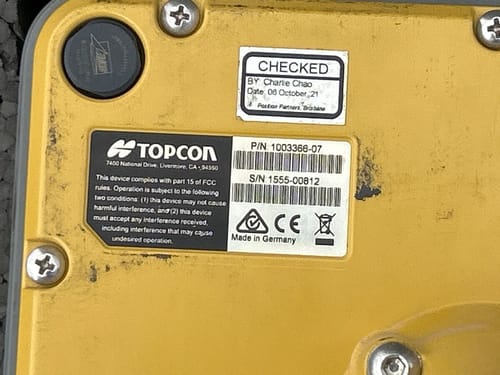 CHECKED
BY: Charlie Chao
Date: 06 October, 21
Position Partners, Brisbane
TOPCON
7400 National Drive, Livermore, CA • 94550
This device complies with part 15 of FCC
rules. Operation is subject to the following
two conditions: (1) this device may not cause
harmful interference, and (2) this device
must accept any interference received,
including interference that may cause
undesired operation.
P/N. 1003366-07
S/N.1555-00812
CE
Made in Germany